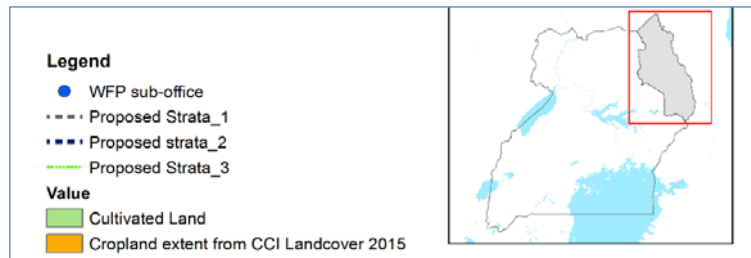 Legend
WFP sub-office
Proposed Strata_1
Proposed strata_2
Proposed Strata_3
Value
Cultivated Land
Cropland extent from CCI Landcover 2015